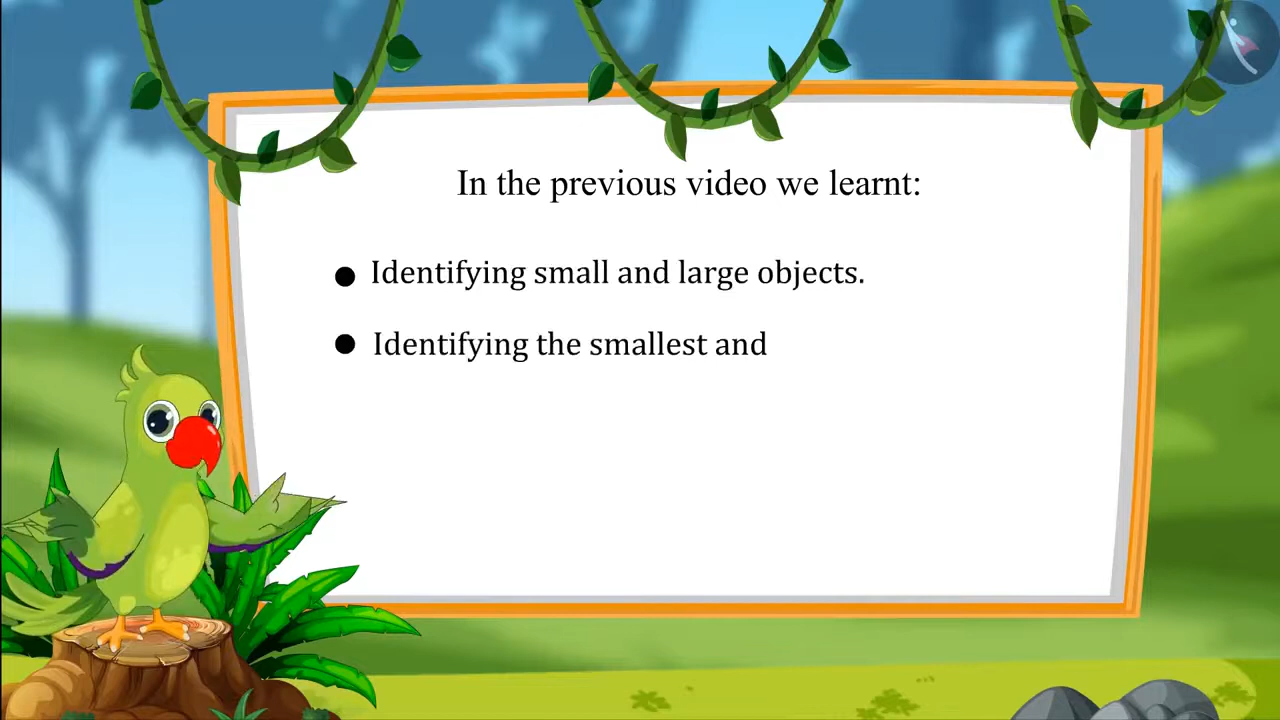 In the previous video we learnt:
● Identifying small and large objects.
● Identifying the smallest and